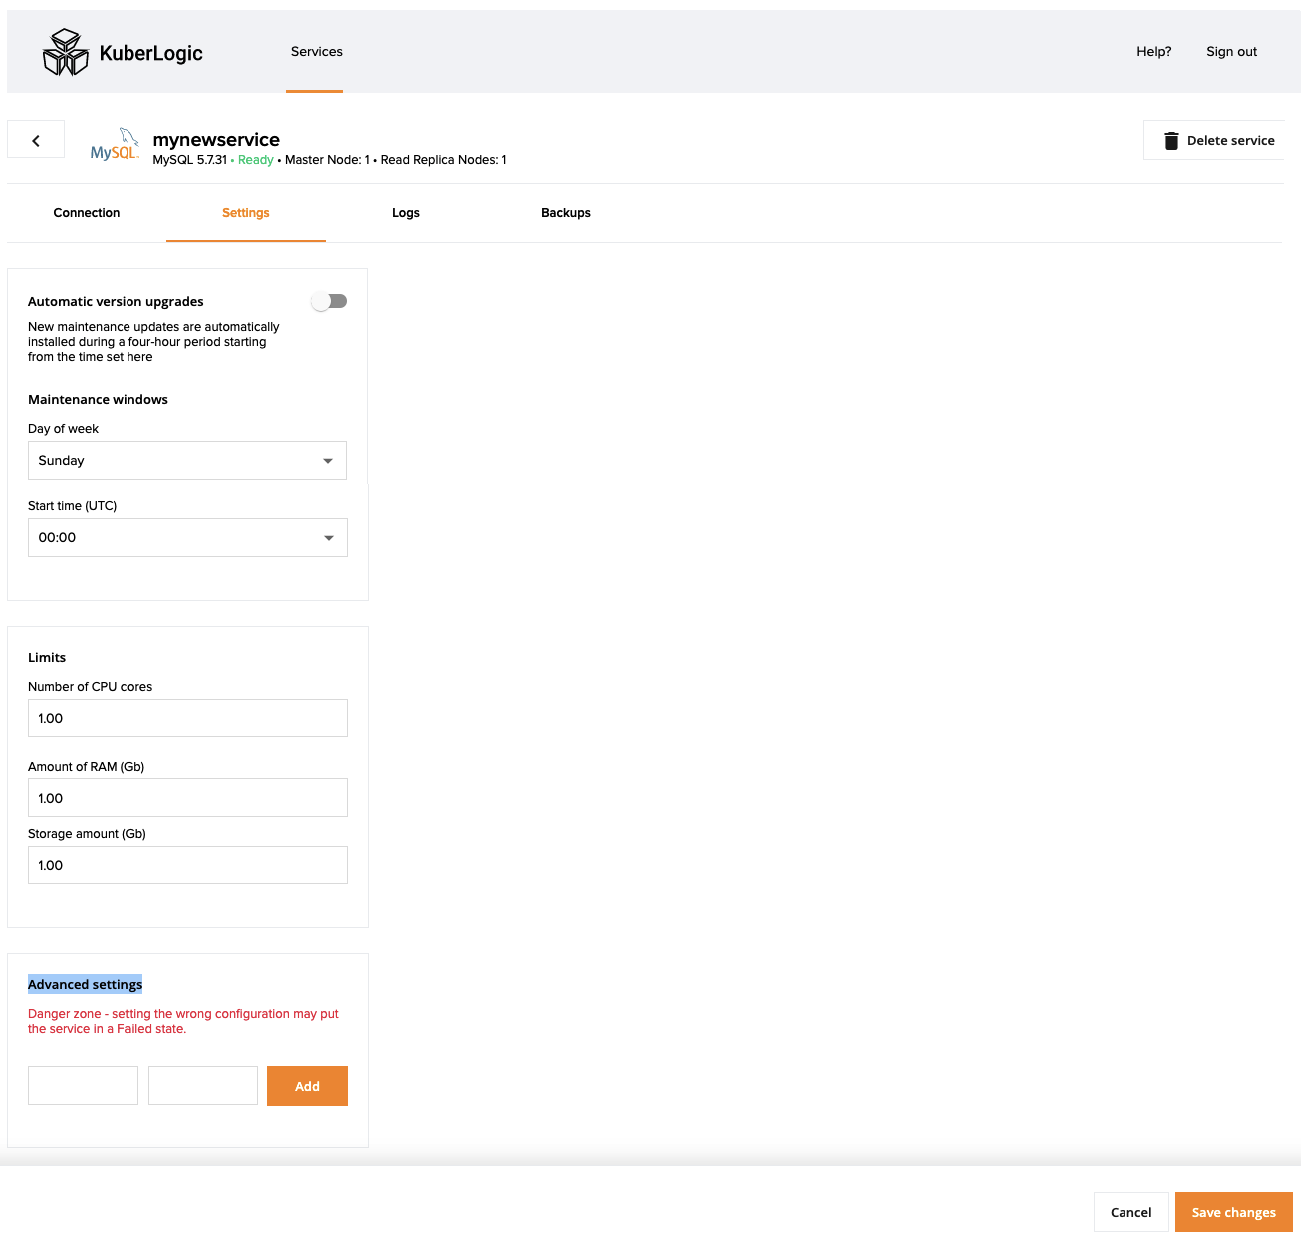 KuberLogic
Services
Help?
Sign out
MySQL
mynewservice
MySQL 5.7.31 • Ready • Master Node: 1 • Read Replica Nodes: 1
Delete service
Connection
Settings
Logs
Backups
Automatic version upgrades
New maintenance updates are automatically
installed during a four-hour period starting
from the time set here
Maintenance windows
Day of week
Sunday
Start time (UTC)
00:00
Limits
Number of CPU cores
1.00
Amount of RAM (Gb)
1.00
Storage amount (Gb)
1.00
Advanced settings
Danger zone - setting the wrong configuration may put
the service in a Failed state.
Add
Cancel
Save changes